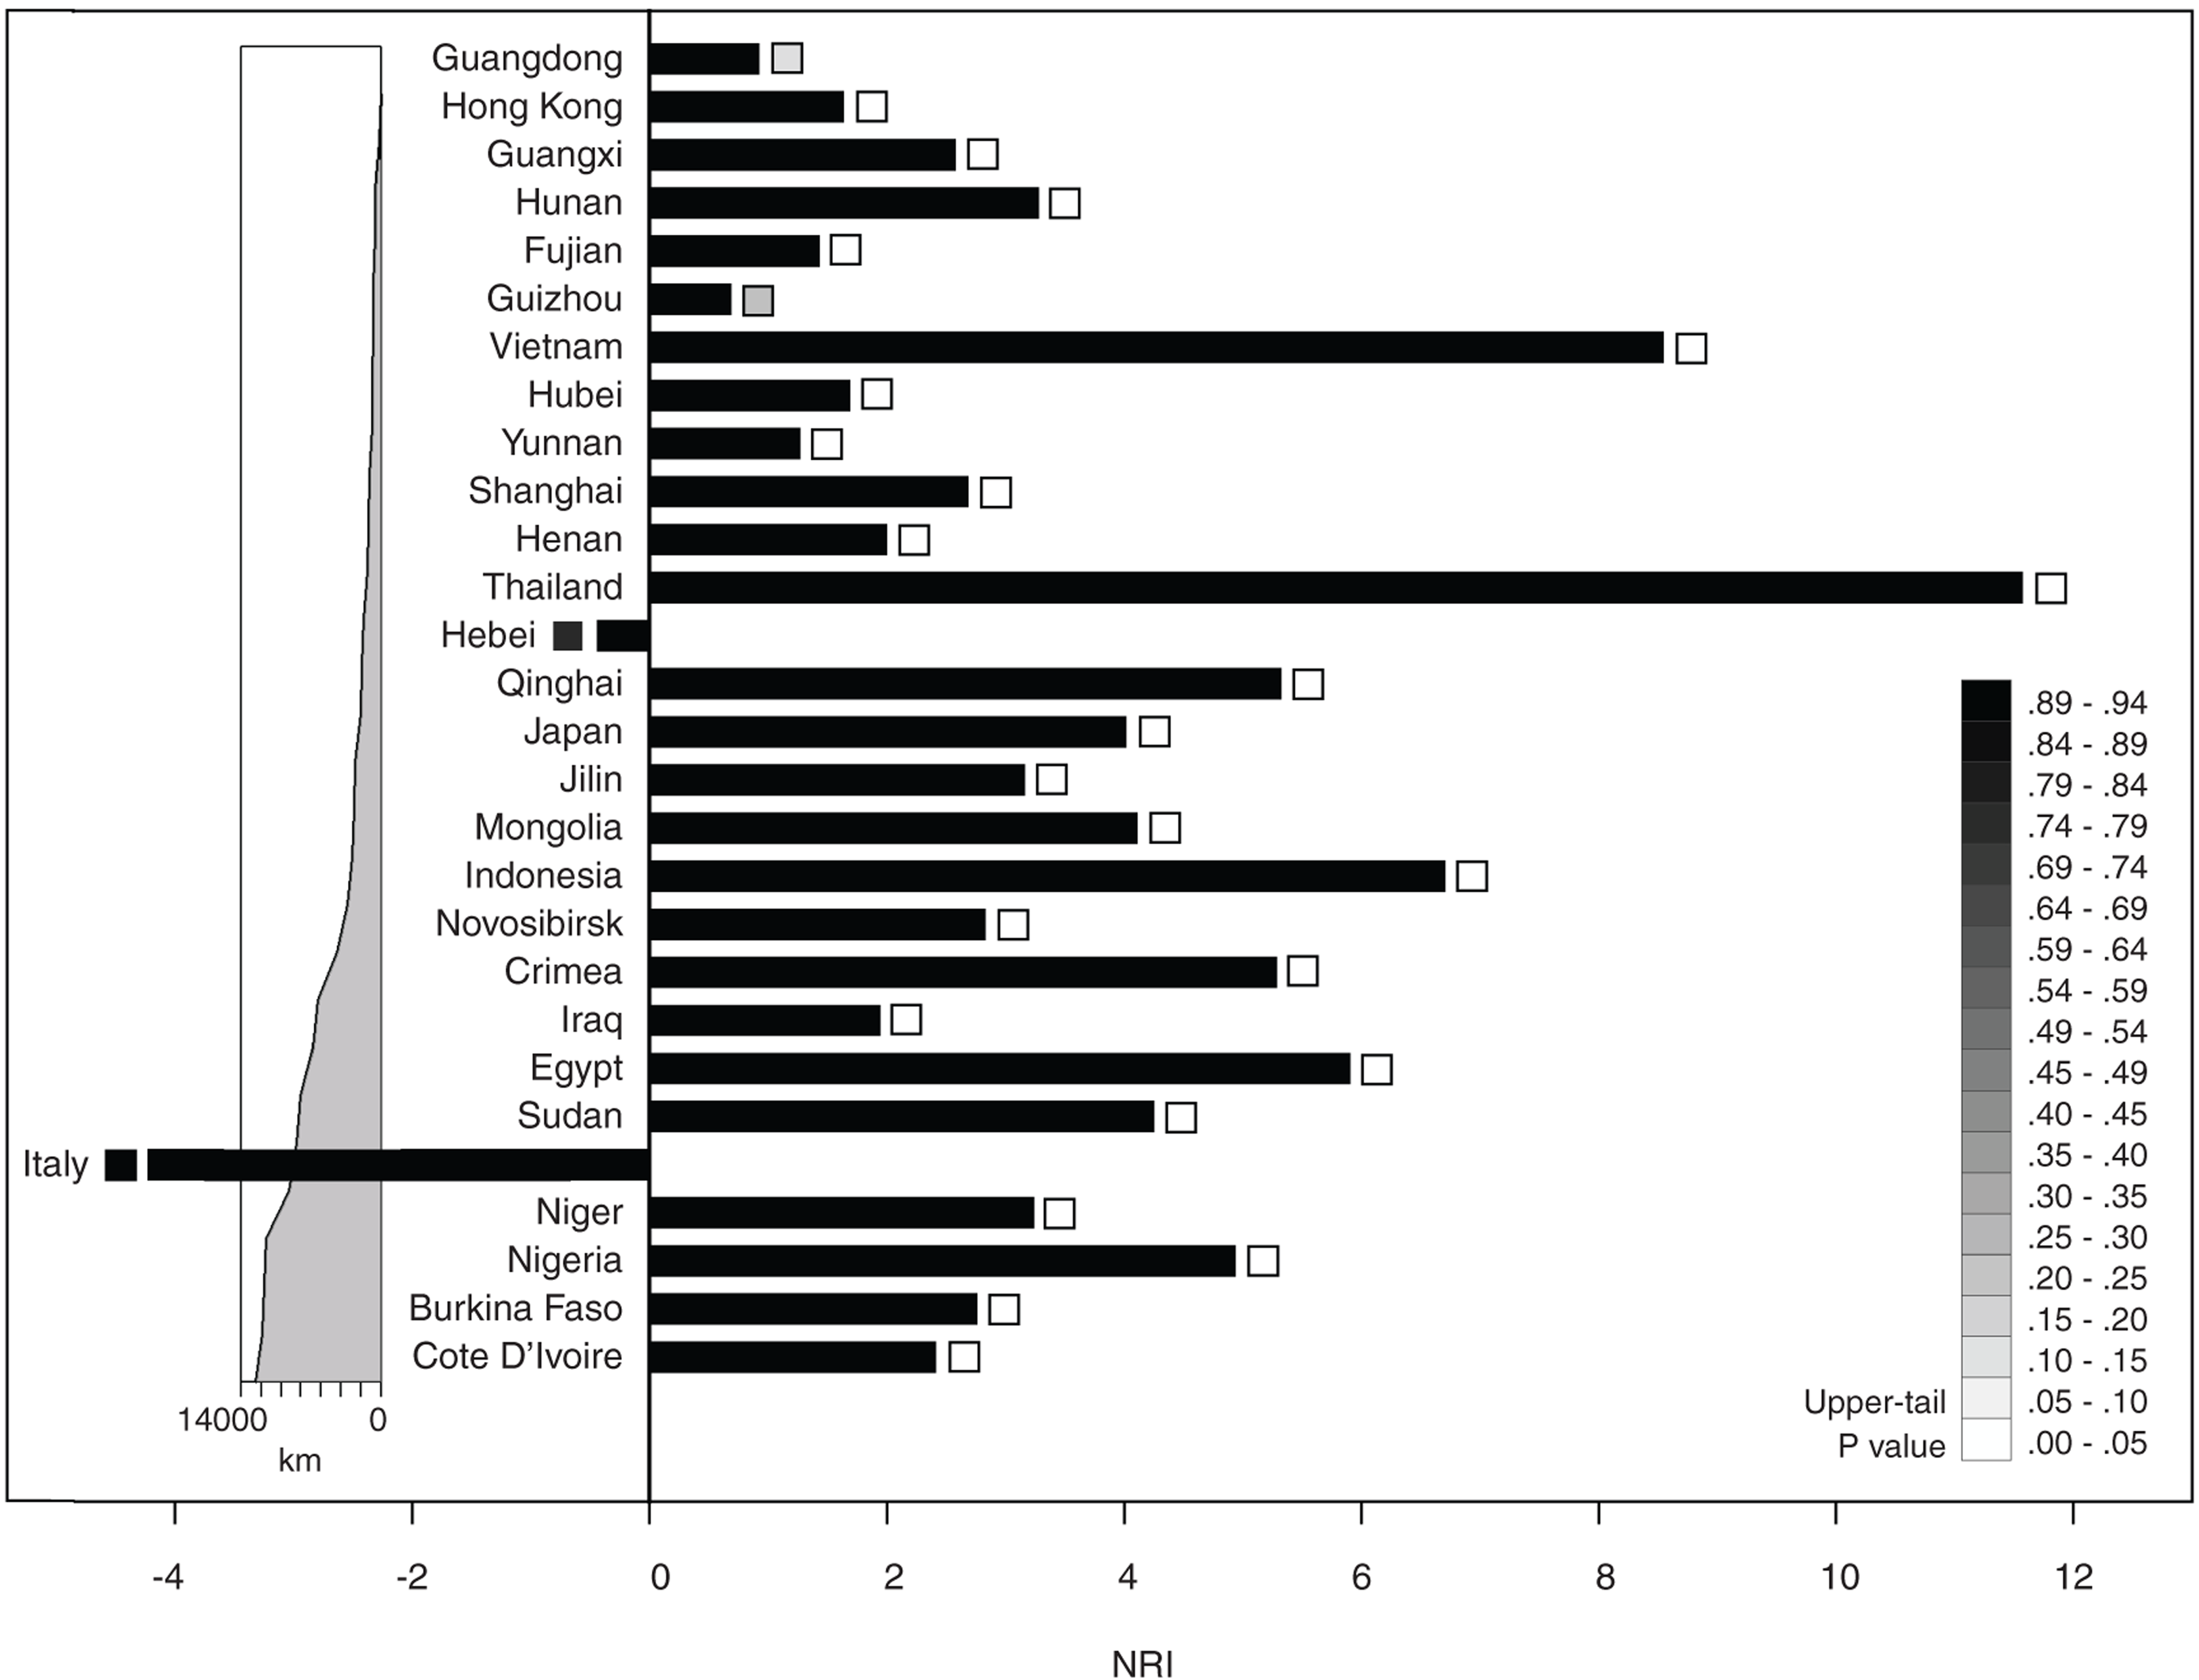 Guangdong
Hong Kong
Guangxi
Hunan
Fujian
Guizhou
Vietnam
Hubei
Yunnan
Shanghai
Henan
Thailand
Hebei
Qinghai
Japan
Jilin
Mongolia
Indonesia
Novosibirsk
Crimea
Iraq
Egypt
Sudan
Italy
Niger
Nigeria
Burkina Faso
Cote D’Ivoire
14000 0
km
.89 - .94
.84 - .89
.79 - .84
.74 - .79
.69 - .74
.64 - .69
.59 - .64
.54 - .59
.49 - .54
.45 - .49
.40 - .45
.35 - .40
.30 - .35
.25 - .30
.20 - .25
.15 - .20
.10 - .15
.05 - .10
.00 - .05
Upper-tail
P value
-4 -2 0 2 4 6 8 10 12
NRI